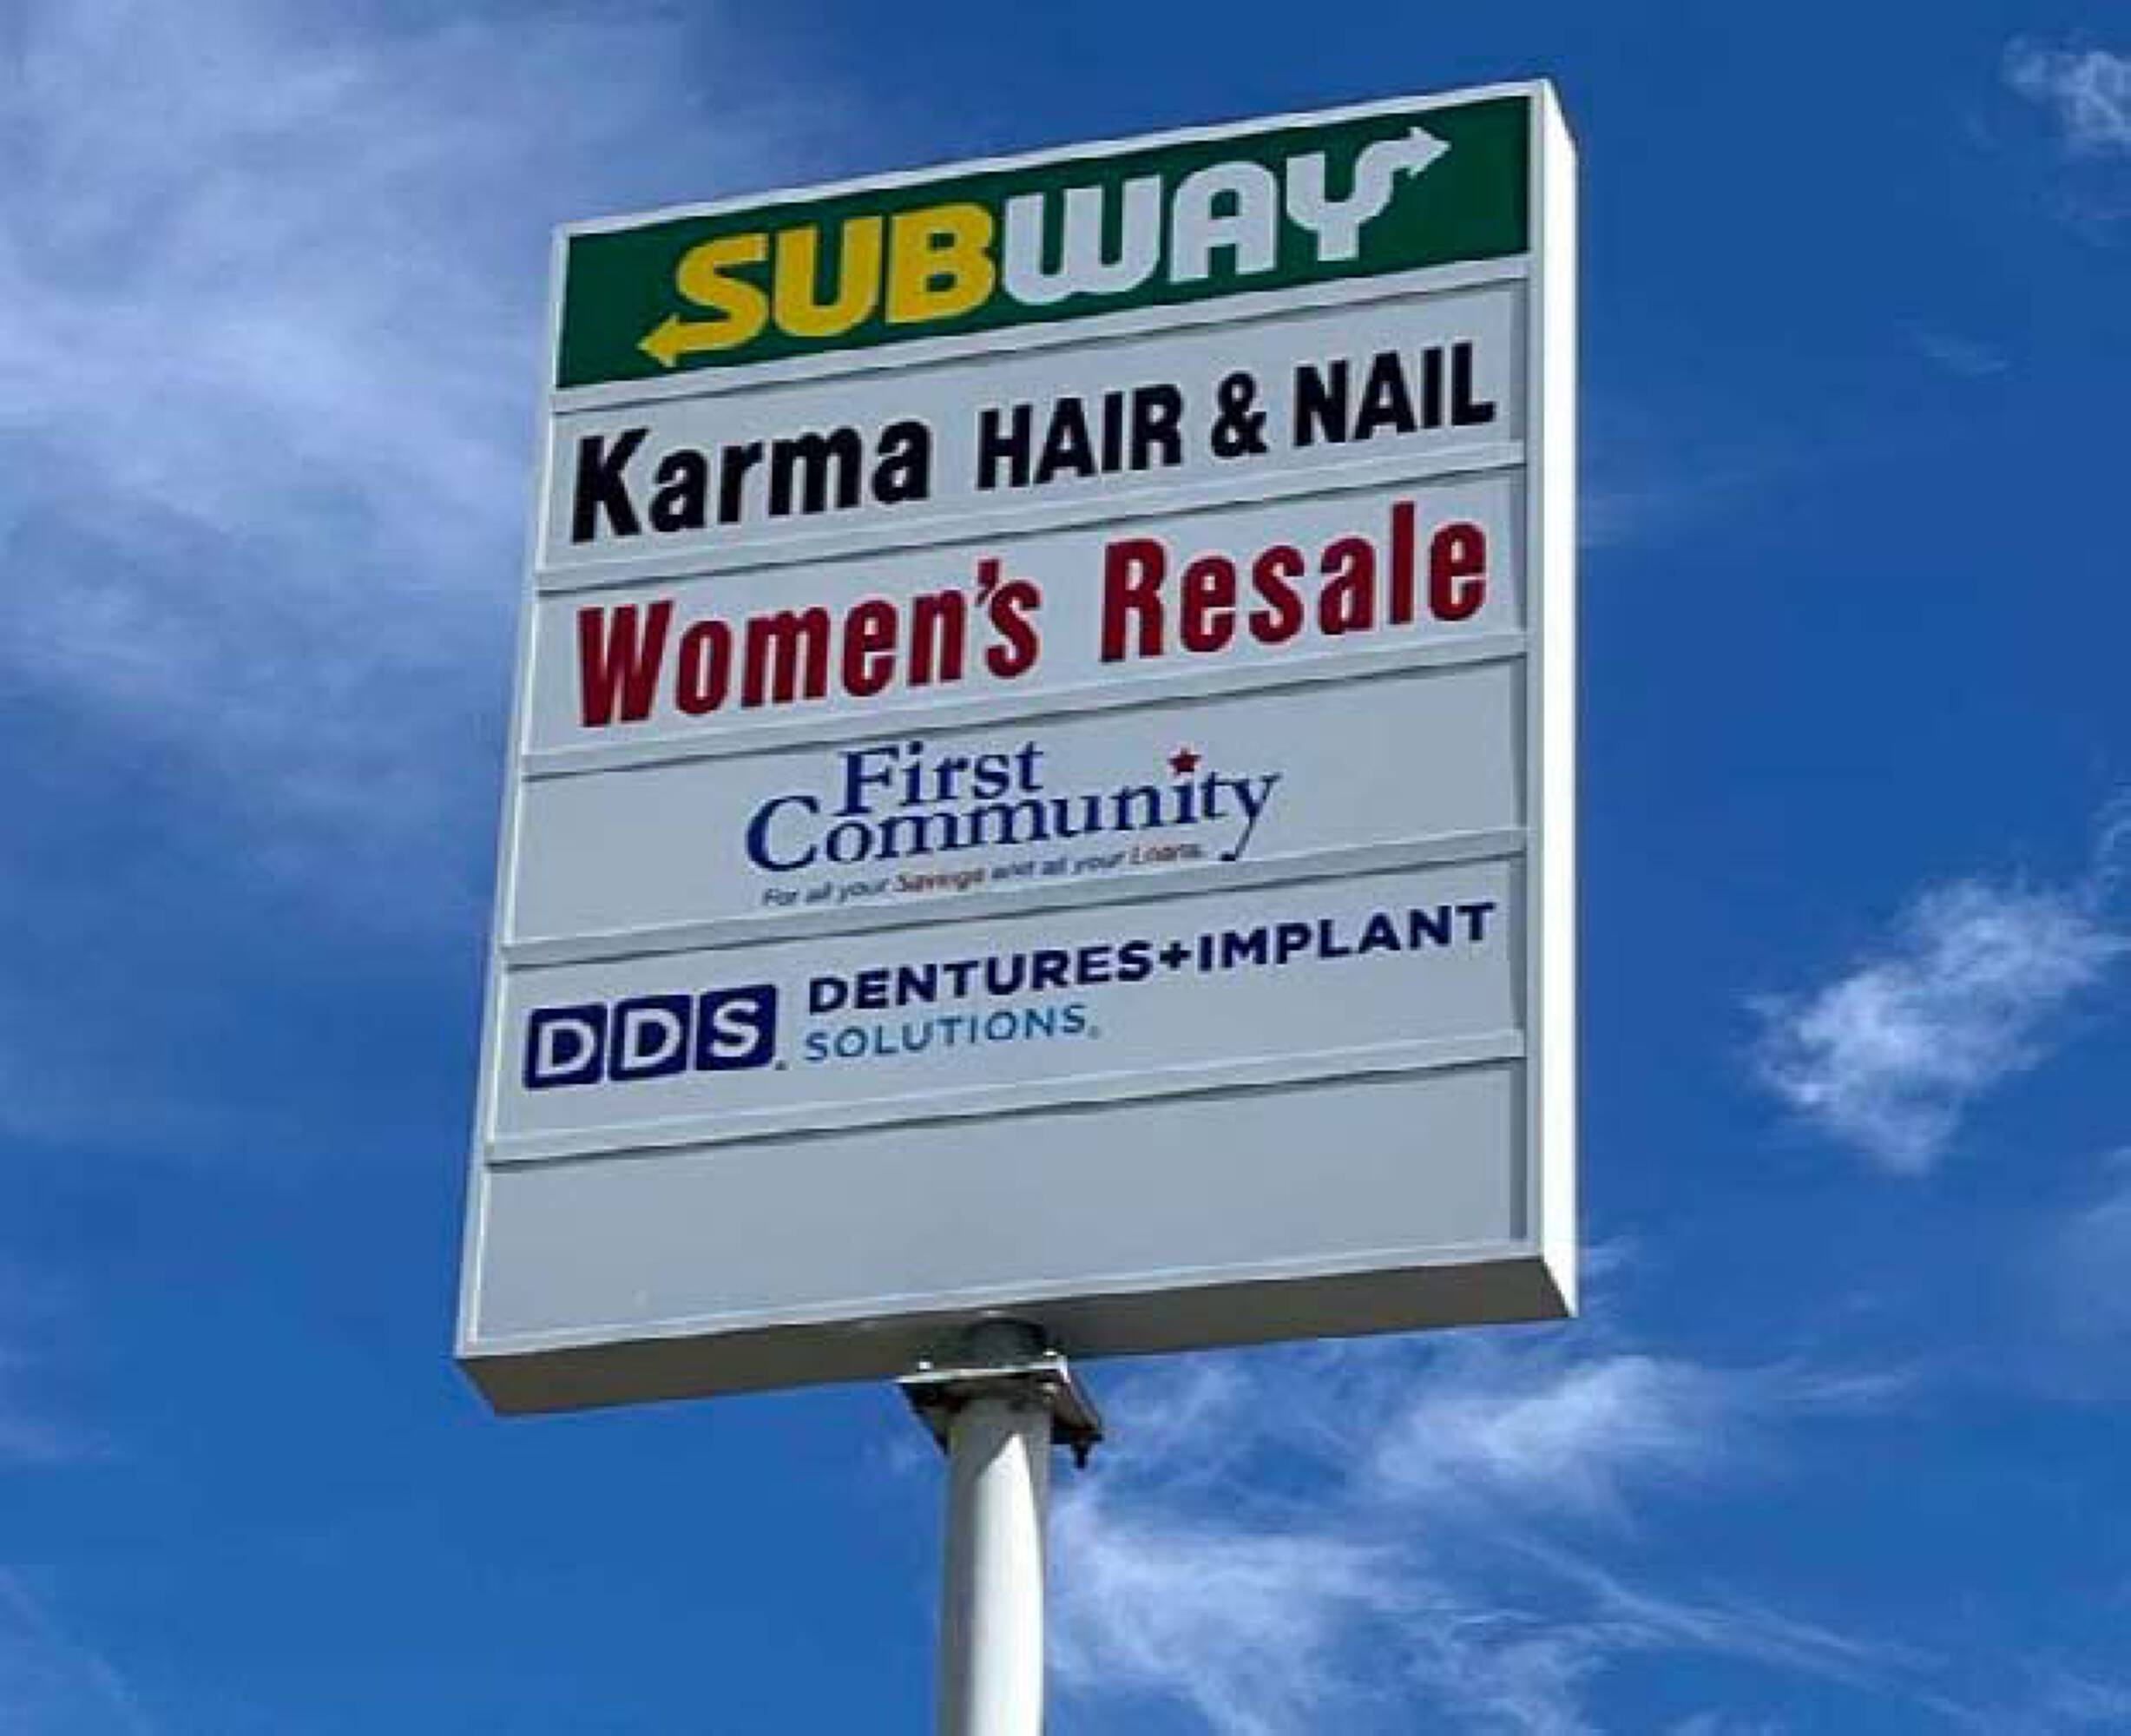 SUBWAY
Karma HAIR & NAIL
Women's Resale
First
Community
For all your Savings and all your Loans.
DDS. DENTURES+IMPLANT
SOLUTIONS®